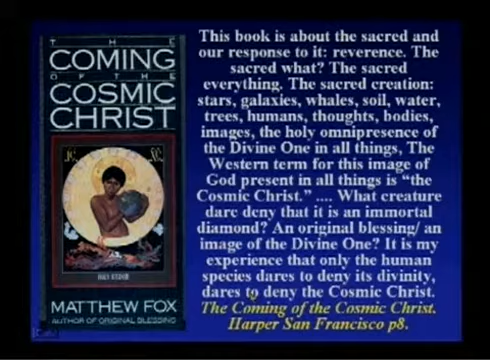 THE
COMING
OF THE
COSMIC
CHRIST
MATTHEW FOX
AUTHOR OF ORIGINAL BLESSING
This book is about the sacred and
our response to it: reverence. The
sacred what? The sacred
everything. The sacred creation:
stars, galaxies, whales, soil, water,
trees, humans, thoughts, bodies,
images, the holy omnipresence of
the Divine One in all things, The
Western term for this image of
God present in all things is “the
Cosmic Christ.” .... What creature
dare deny that it is an immortal
diamond? An original blessing/ an
image of the Divine One? It is my
experience that only the human
species dares to deny its divinity,
dares to deny the Cosmic Christ.
The Coming of the Cosmic Christ.
Harper San Francisco p8.